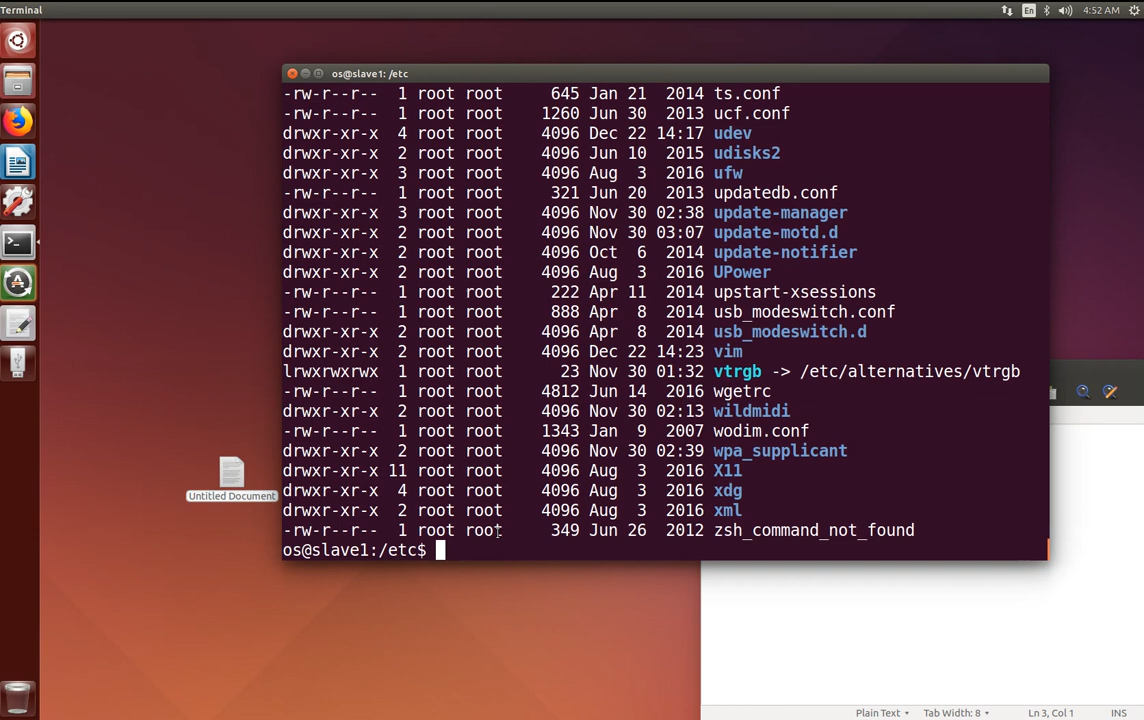 Terminal
En
4:52 AM
os@slave1: /etc
-rw-r--r-- 1 root root 645 Jan 21 2014 ts.conf
-rw-r--r-- 1 root root 1260 Jun 30 2013 ucf.conf
drwxr-xr-x 4 root root 4096 Dec 22 14:17 udev
drwxr-xr-x 2 root root 4096 Jun 10 2015 udisks2
drwxr-xr-x 3 root root 4096 Aug 3 2016 ufw
-rw-r--r-- 1 root root 321 Jun 20 2013 updatedb.conf
drwxr-xr-x 3 root root 4096 Nov 30 02:38 update-manager
drwxr-xr-x 2 root root 4096 Nov 30 03:07 update-motd.d
drwxr-xr-x 2 root root 4096 Oct 6 2014 update-notifier
drwxr-xr-x 2 root root 4096 Aug 3 2016 UPower
-rw-r--r-- 1 root root 222 Apr 11 2014 upstart-xsessions
-rw-r--r-- 1 root root 888 Apr 8 2014 usb_modeswitch.conf
drwxr-xr-x 2 root root 4096 Apr 8 2014 usb_modeswitch.d
drwxr-xr-x 2 root root 4096 Dec 22 14:23 vim
lrwxrwxrwx 1 root root 23 Nov 30 01:32 vtrgb -> /etc/alternatives/vtrgb
-rw-r--r-- 1 root root 4812 Jun 14 2016 wgetrc
drwxr-xr-x 2 root root 4096 Nov 30 02:13 wildmidi
-rw-r--r-- 1 root root 1343 Jan 9 2007 wodim.conf
drwxr-xr-x 2 root root 4096 Nov 30 02:39 wpa_supplicant
drwxr-xr-x 11 root root 4096 Aug 3 2016 X11
drwxr-xr-x 4 root root 4096 Aug 3 2016 xdg
drwxr-xr-x 2 root root 4096 Aug 3 2016 xml
-rw-r--r-- 1 root root 349 Jun 26 2012 zsh_command_not_found
os@slave1:/etc$
Untitled Document
Plain Text Tab Width: 8 Ln 3, Col 1 INS